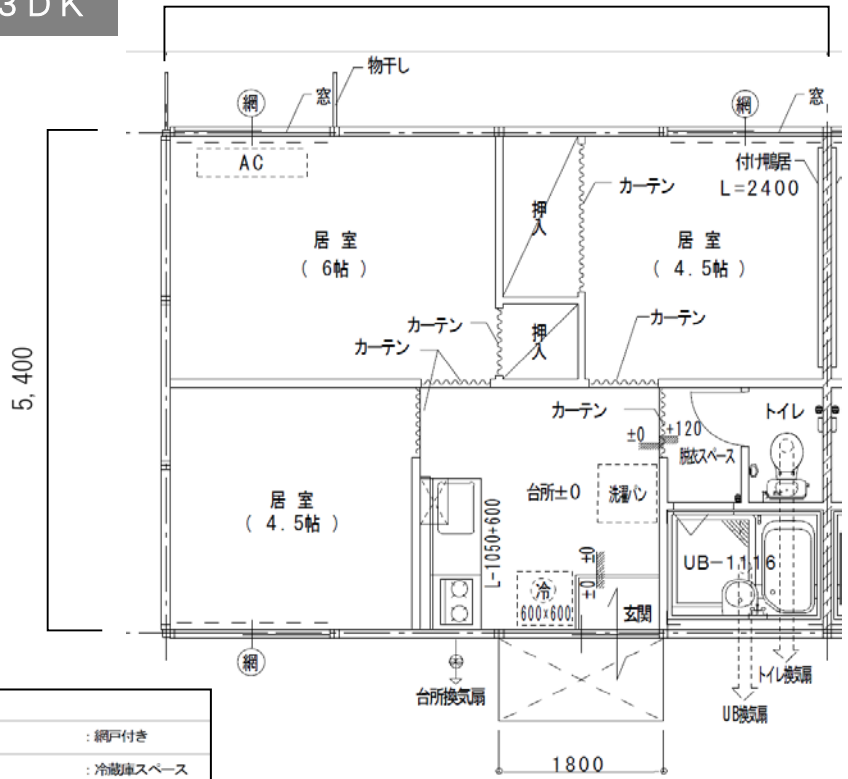 3DK
物干し
網
窓
網
窓
AC
付け鴨居
L=2400
カーテン
押入
居室
(6帖)
居室
(4.5帖)
カーテン
カーテン
カーテン
押入
5,400
カーテン
トイレ
±0
+120
脱衣スペース
居室
(4.5帖)
台所±0
洗濯パン
L-1050+600
±0
±0
UB-1116
冷
600×600
玄関
網
台所換気扇
トイレ換気扇
UB換気扇
:網戸付き
1800
:冷蔵庫スペース